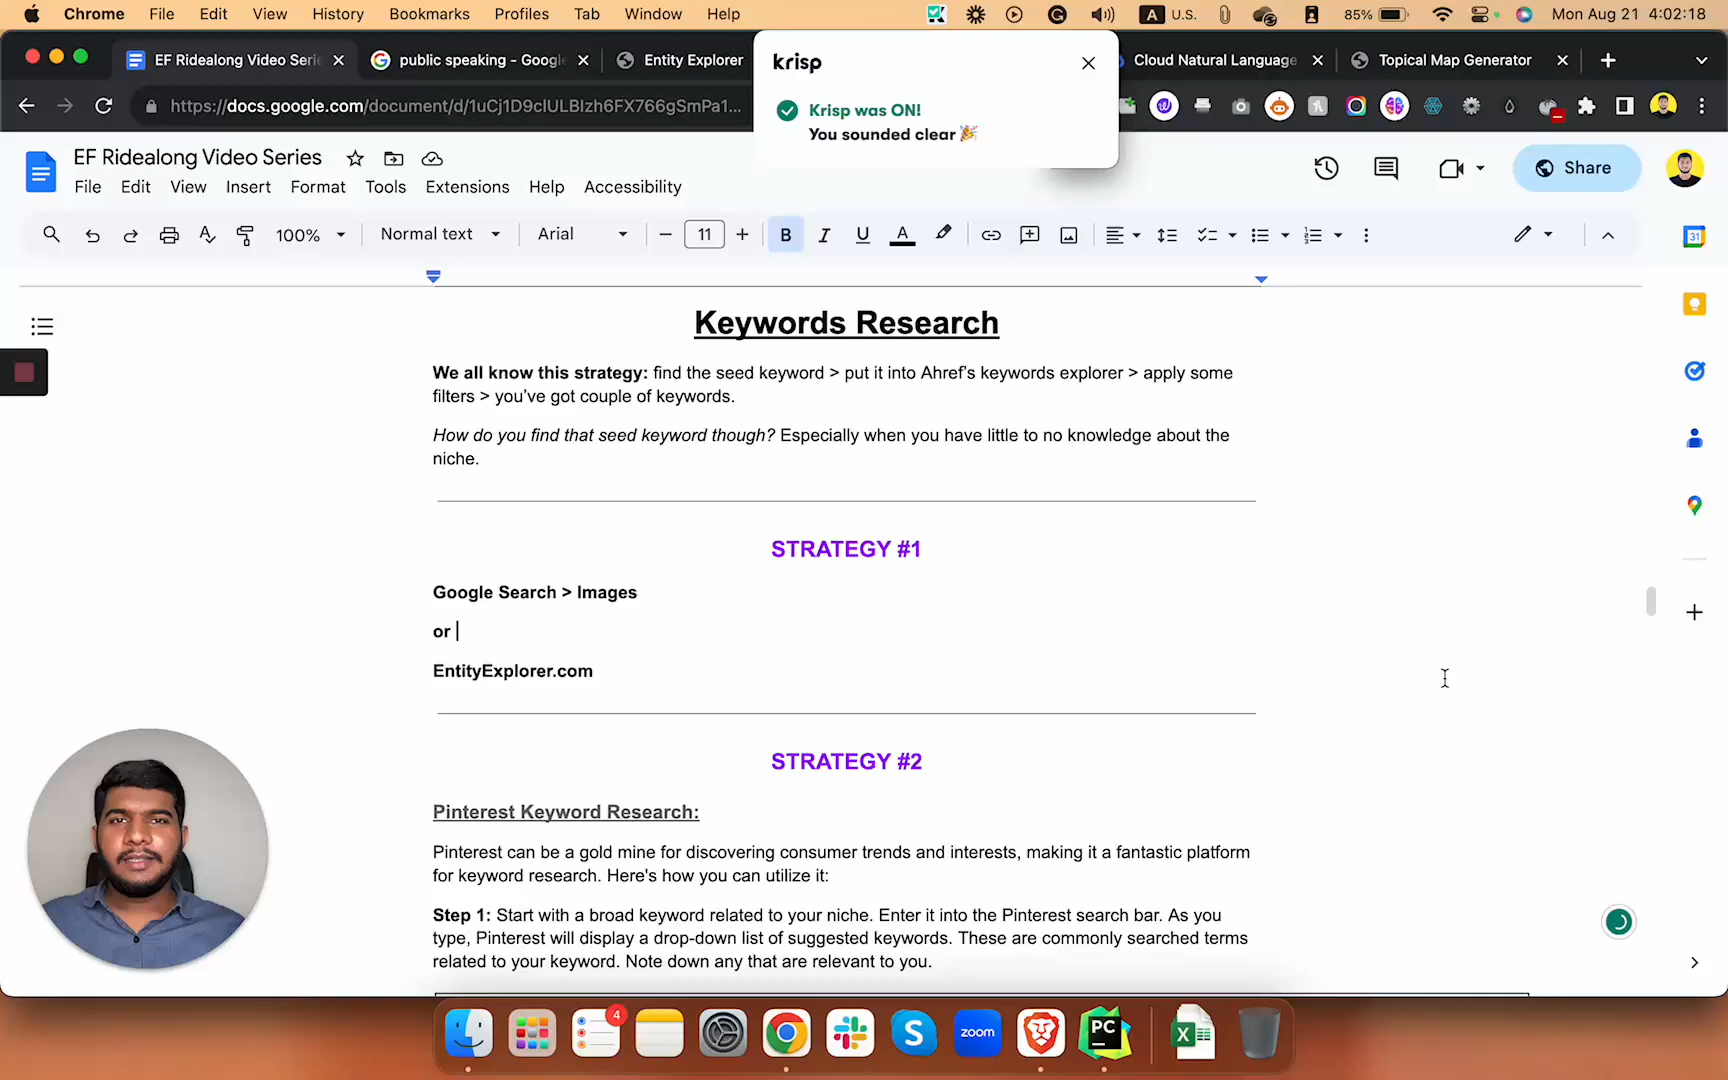 Chrome File Edit View History Bookmarks Profiles Tab Window Help A U.S. 85% Mon Aug 21 4:02:18
EF Ridealong Video Serie public speaking - Google Entity Explorer Cloud Natural Language Topical Map Generator
krisp
Krisp was ON!
You sounded clear 🎉
https://docs.google.com/document/d/1uCj1D9clULBIzh6FX766gSmPa1...
EF Ridealong Video Series
Share
File Edit View Insert Format Tools Extensions Help Accessibility
100% Normal text Arial 11 B I U A
31
Keywords Research
We all know this strategy: find the seed keyword > put it into Ahref's keywords explorer > apply some
filters > you've got couple of keywords.
How do you find that seed keyword though? Especially when you have little to no knowledge about the
niche.
STRATEGY #1
Google Search > Images
or
EntityExplorer.com
STRATEGY #2
Pinterest Keyword Research:
Pinterest can be a gold mine for discovering consumer trends and interests, making it a fantastic platform
for keyword research. Here's how you can utilize it:
Step 1: Start with a broad keyword related to your niche. Enter it into the Pinterest search bar. As you
type, Pinterest will display a drop-down list of suggested keywords. These are commonly searched terms
related to your keyword. Note down any that are relevant to you.
4
zoom
PC